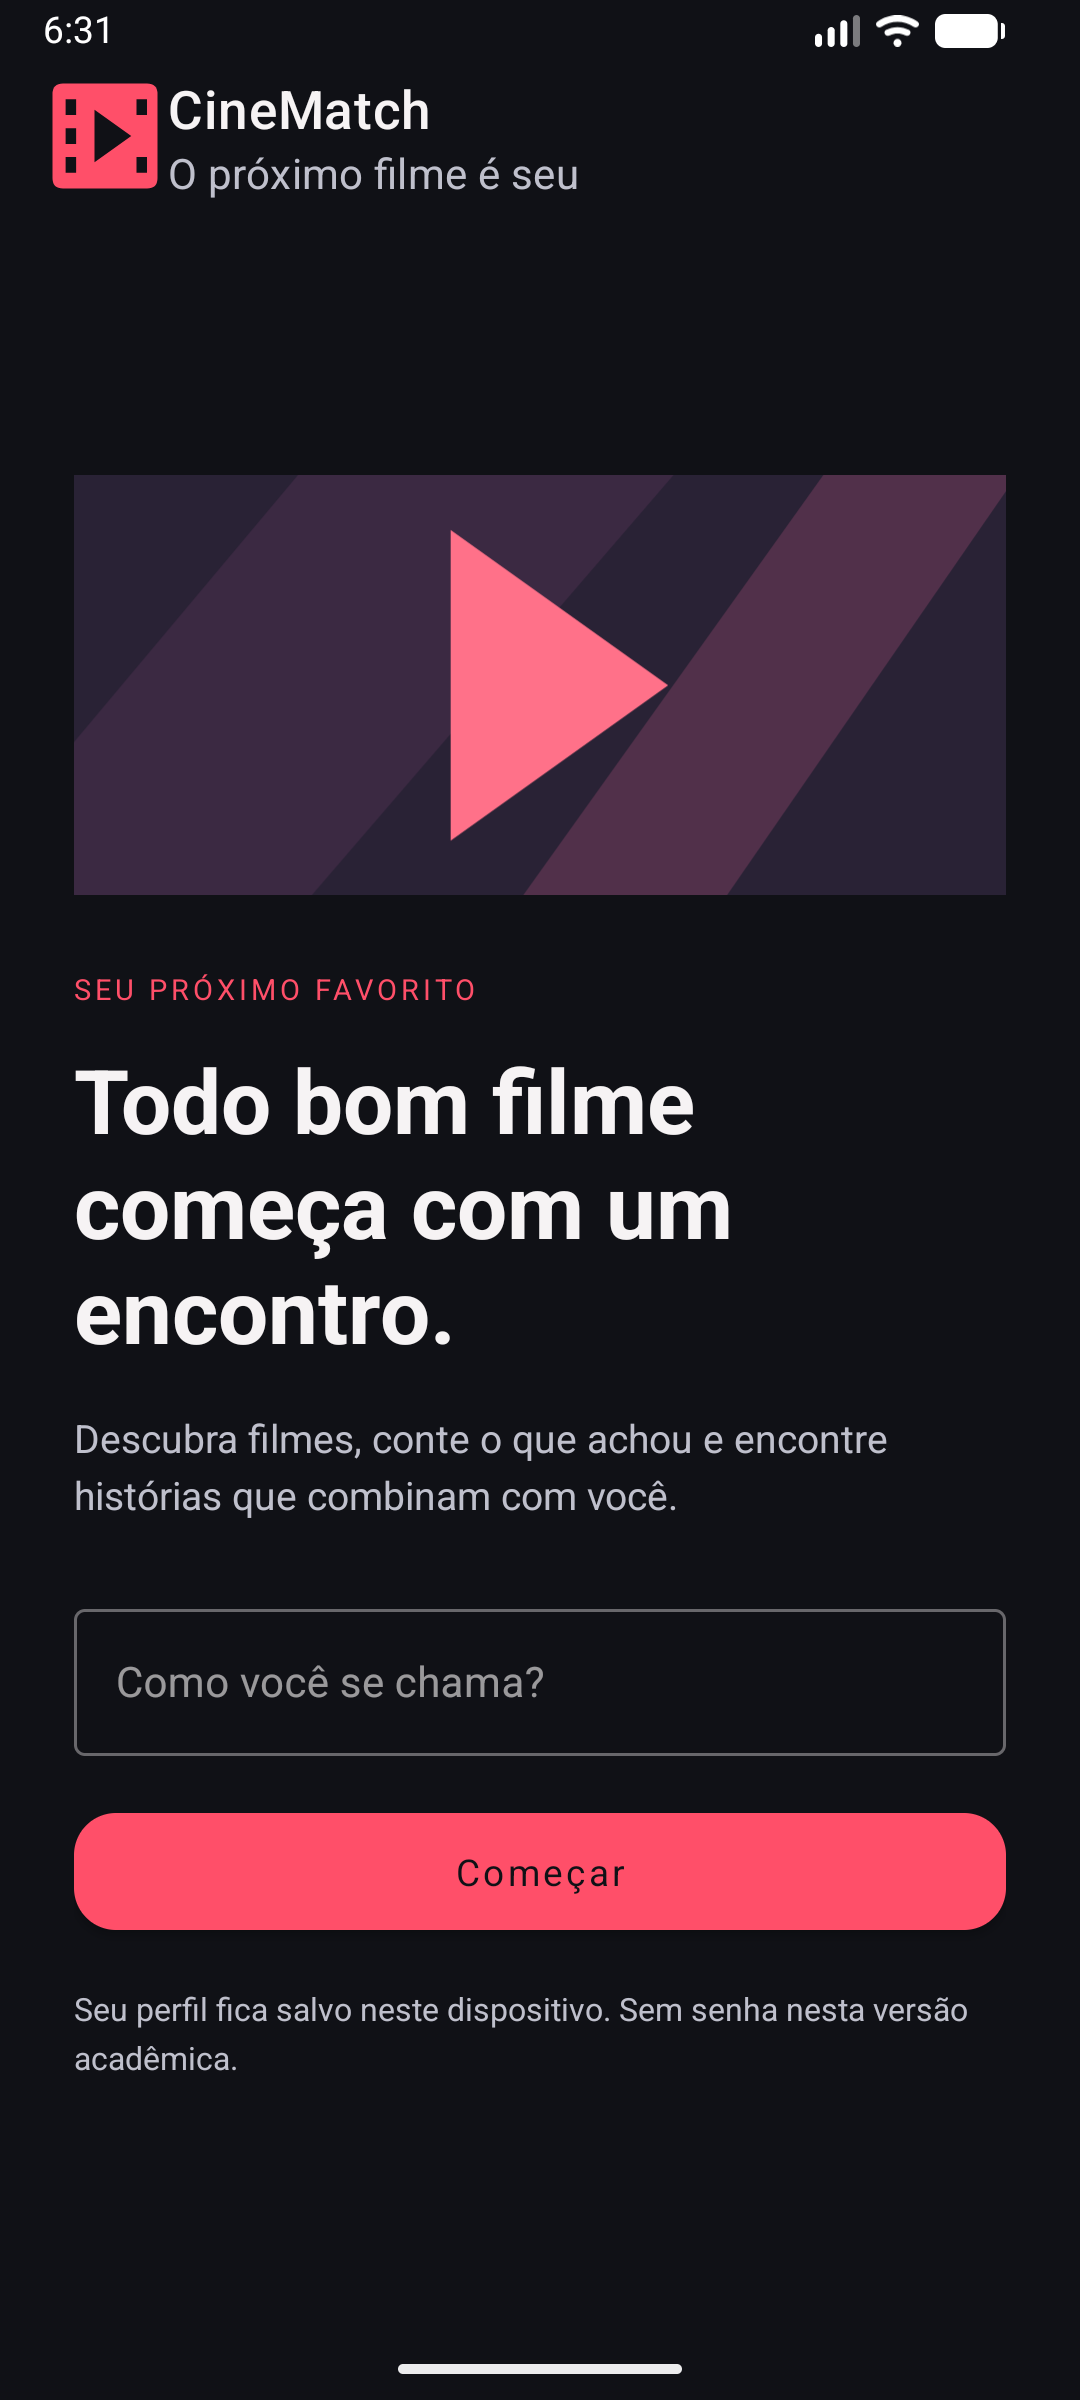 6:31
CineMatch
O próximo filme é seu
SEU PRÓXIMO FAVORITO
Todo bom filme
começa com um
encontro.
Descubra filmes, conte o que achou e encontre
histórias que combinam com você.
Como você se chama?
Começar
Seu perfil fica salvo neste dispositivo. Sem senha nesta versão
acadêmica.